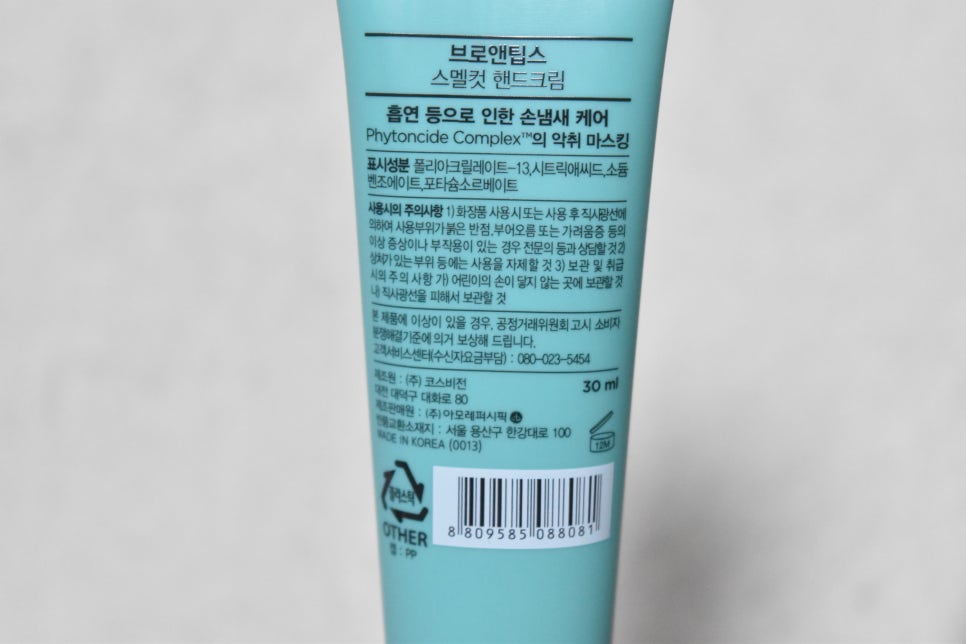 브로앤팁스
스멜컷 핸드크림
흡연 등으로 인한 손냄새 케어
Phytoncide Complex™의 악취 마스킹
표시성분 폴리아크릴레이트-13,시트릭애씨드,소듐
벤조에이트,포타슘소르베이트
사용시의 주의사항 1) 화장품 사용 시 또는 사용 후 직사광선에
의하여 사용부위가 붉은 반점, 부어오름 또는 가려움증 등의
이상 증상이나 부작용이 있는 경우 전문의 등과 상담할 것 2)
상처가 있는 부위 등에는 사용을 자제할 것 3) 보관 및 취급
시의 주의 사항 가) 어린이의 손이 닿지 않는 곳에 보관할 것
나) 직사광선을 피해서 보관할 것
본 제품에 이상이 있을 경우, 공정거래위원회 고시 소비자
분쟁해결기준에 의거 보상해 드립니다.
고객서비스센터(수신자요금부담) : 080-023-5454
제조원 : (주) 코스비전
대전 대덕구 대화로 80
30 ml
제조판매원 : (주) 아모레퍼시픽
반품교환소재지 : 서울 용산구 한강대로 100
MADE IN KOREA (0013)
12M
플라스틱
OTHER
캡 : PP
8 809585 088081